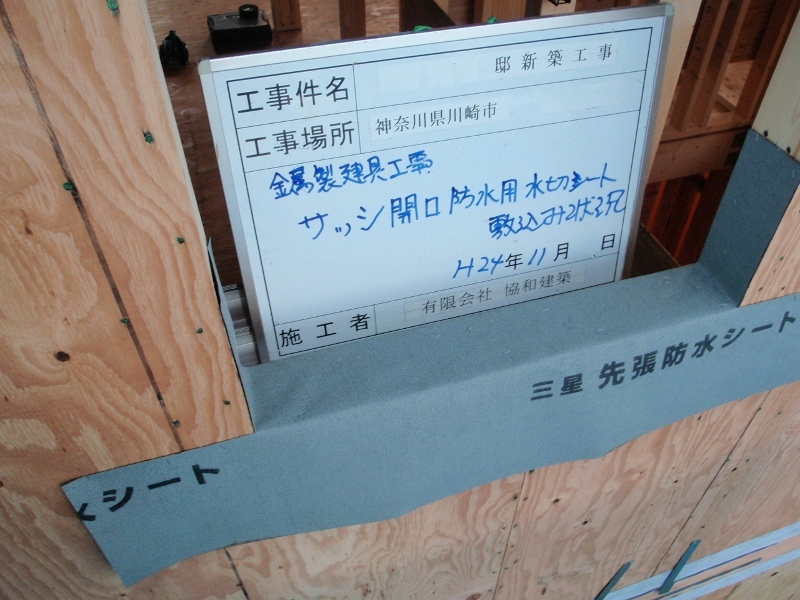 工事件名 邸新築工事
工事場所 神奈川県川崎市
金属製建具工事
サッシ開口防水用水切シート
敷込み状況
H24年11月 日
施工者 有限会社 協和建築
三星 先張防水シート
水シート